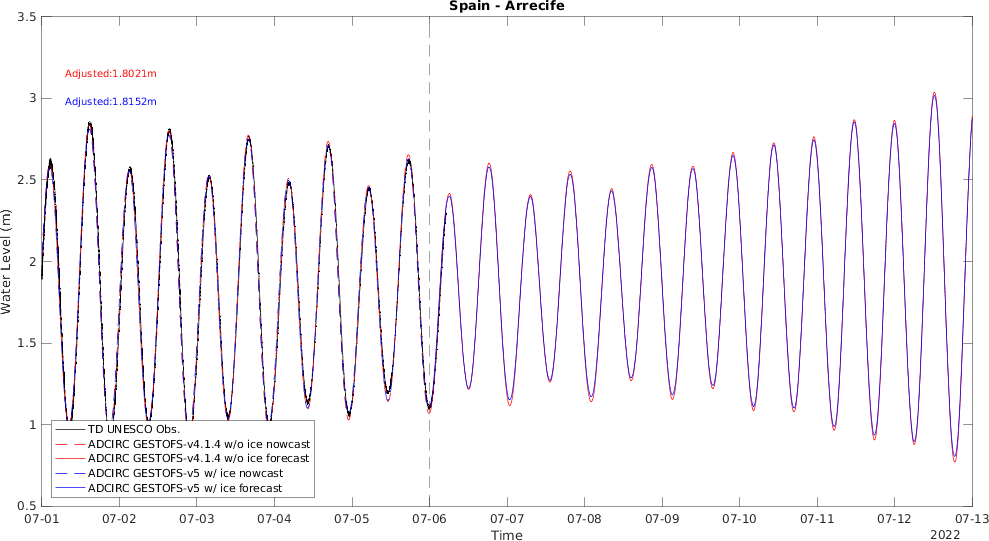 Spain - Arrecife
3.5
3
2.5
2
1.5
1
0.5
Water Level (m)
Adjusted:1.8021m
Adjusted:1.8152m
TD UNESCO Obs.
ADCIRC GESTOFS-v4.1.4 w/o ice nowcast
ADCIRC GESTOFS-v4.1.4 w/o ice forecast
ADCIRC GESTOFS-v5 w/ ice nowcast
ADCIRC GESTOFS-v5 w/ ice forecast
07-01 07-02 07-03 07-04 07-05 07-06 07-07 07-08 07-09 07-10 07-11 07-12 07-13
Time
2022